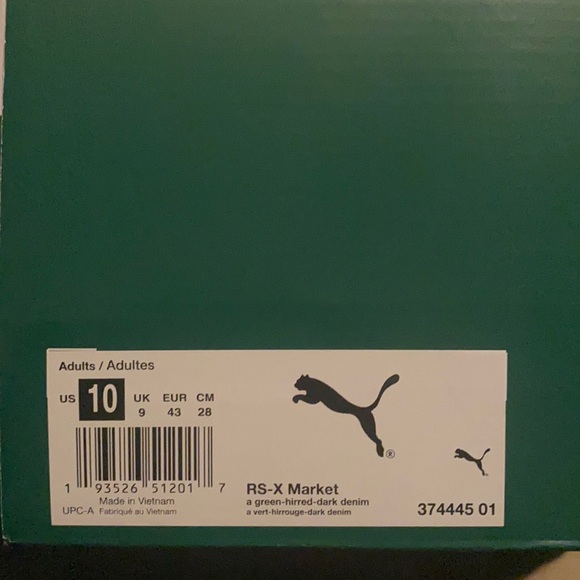 Adults / Adultes
US 10 UK 9 EUR 43 CM 28
1 93526 51201 7
Made in Vietnam
UPC-A Fabriqué au Vietnam
RS-X Market
a green-hirred-dark denim
a vert-hirrouge-dark denim
374445 01
®